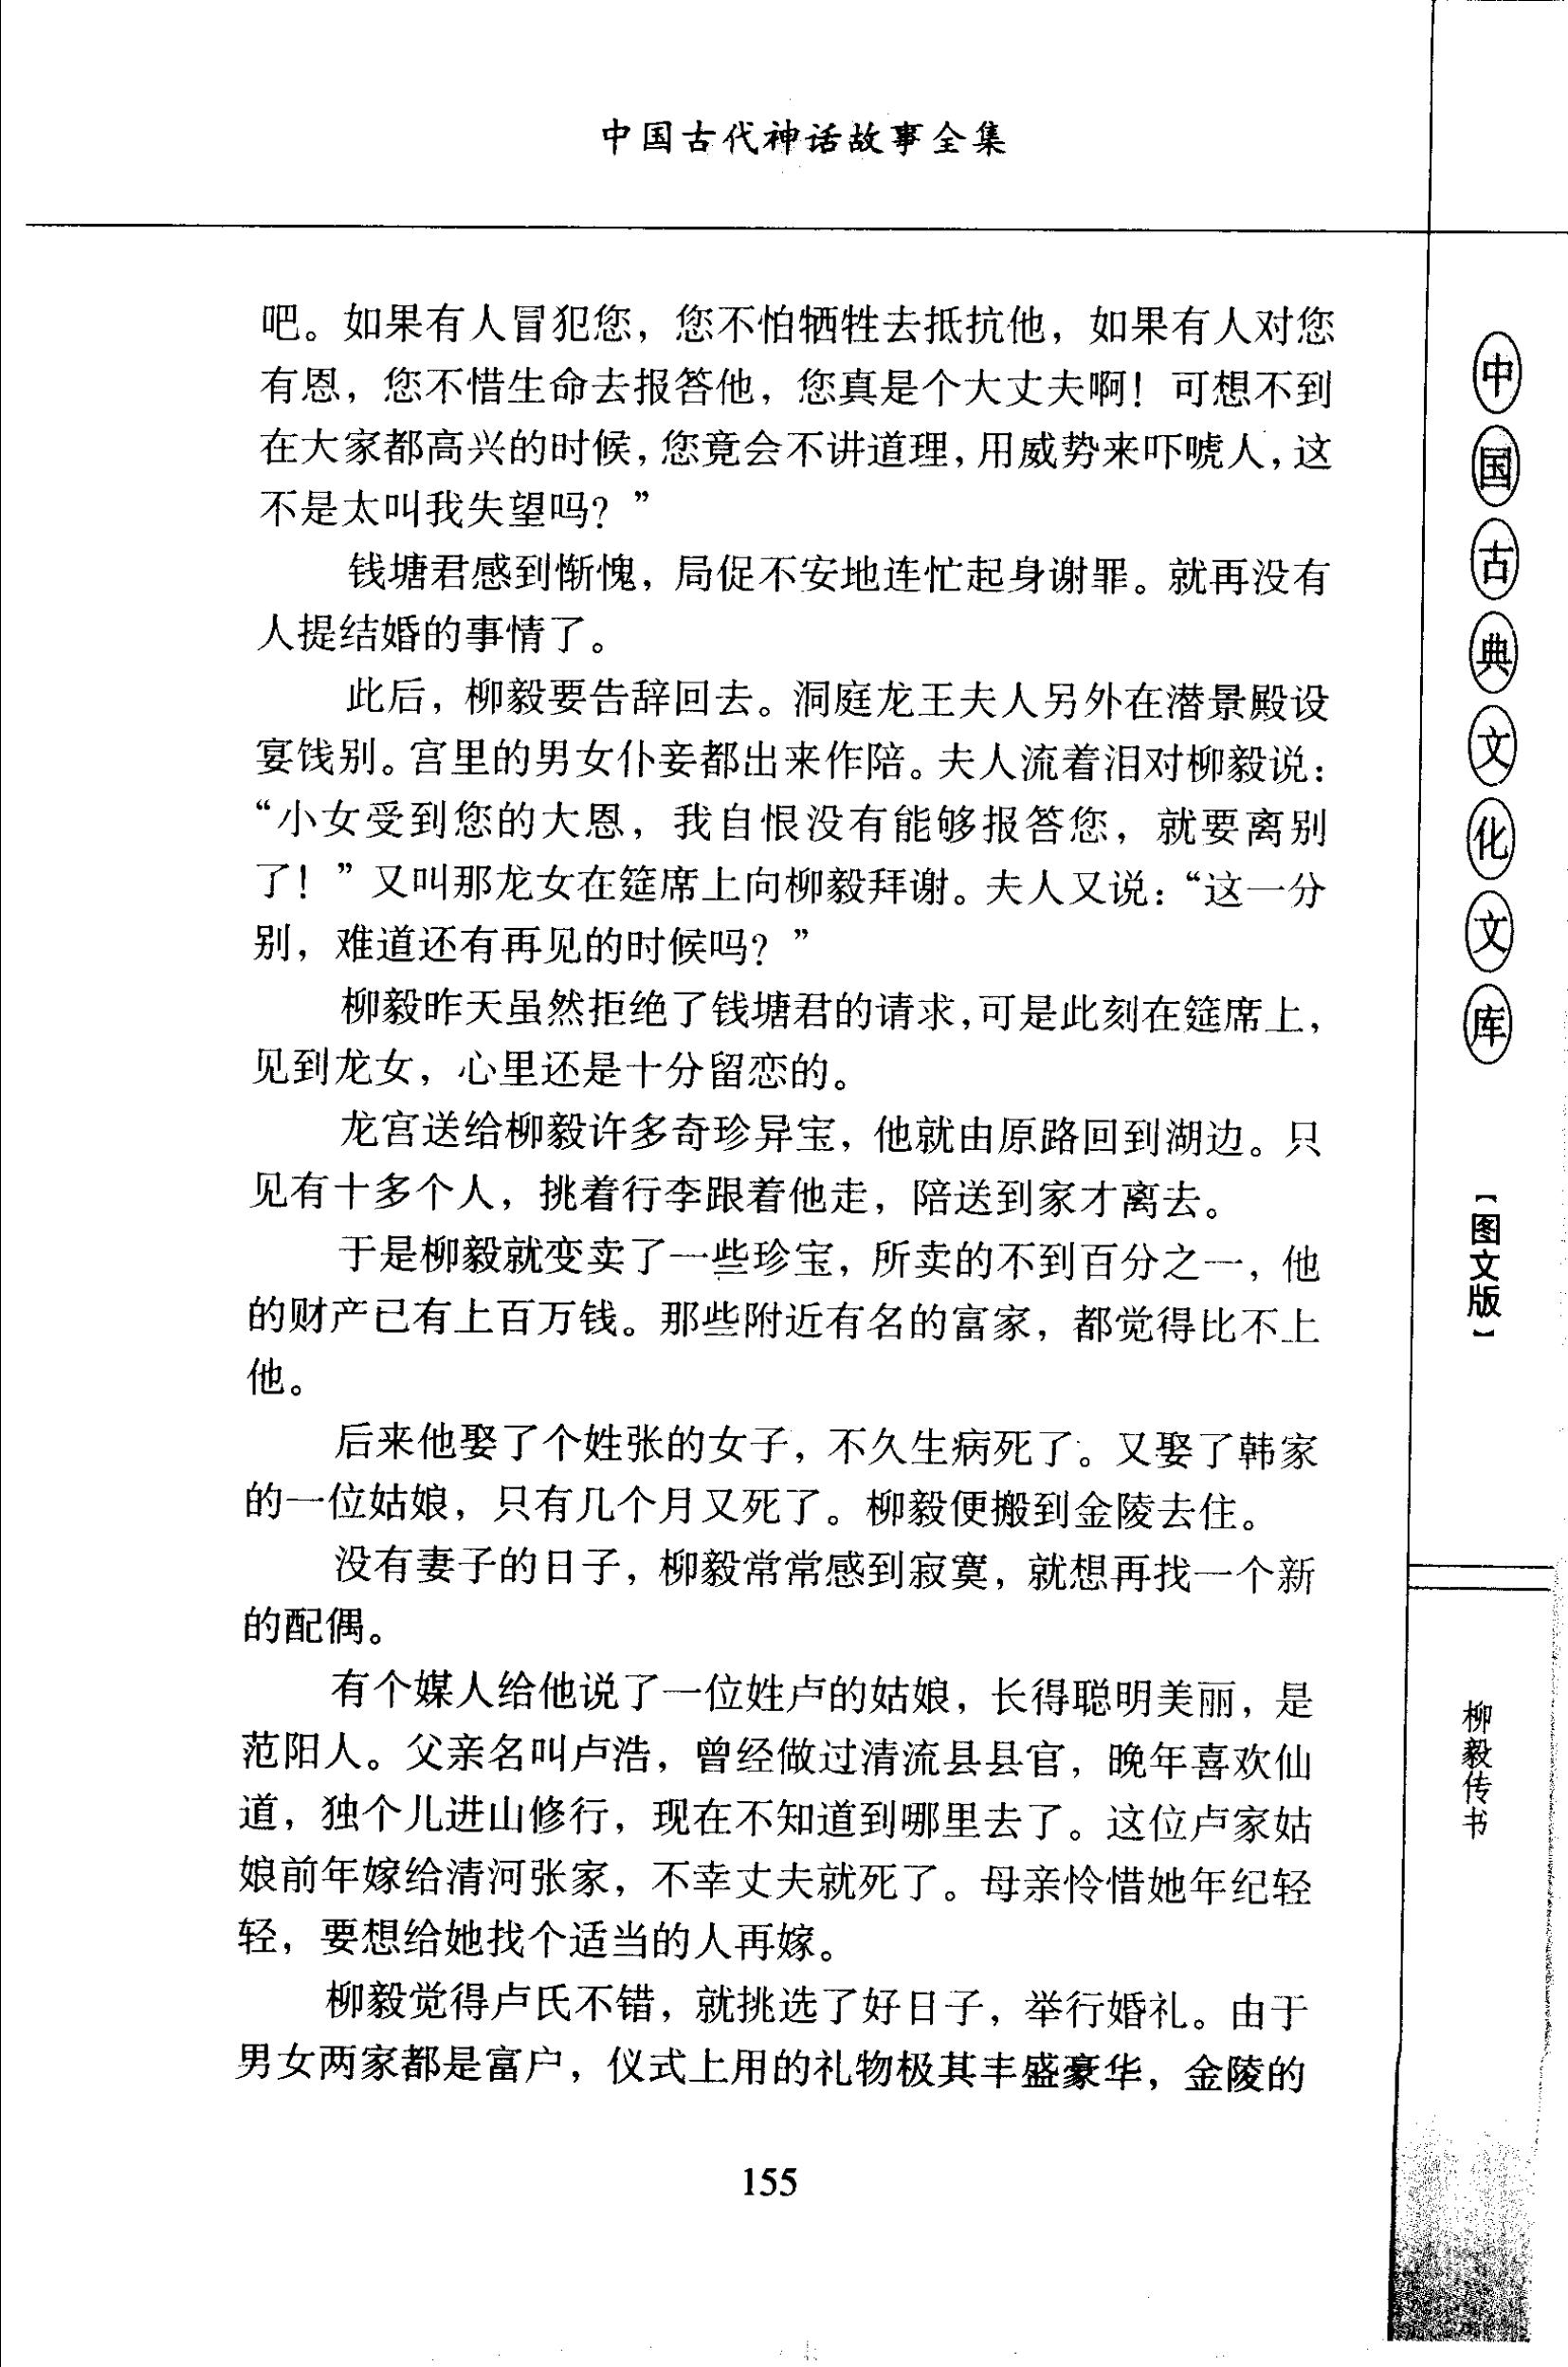 中国古代神话故事全集
吧。如果有人冒犯您，您不怕牺牲去抵抗他，如果有人对您
有恩，您不惜生命去报答他，您真是个大丈夫啊！可想不到
在大家都高兴的时候，您竟会不讲道理，用威势来吓唬人，这
不是太叫我失望吗？”
钱塘君感到惭愧，局促不安地连忙起身谢罪。就再没有
人提结婚的事情了。
此后，柳毅要告辞回去。洞庭龙王夫人另外在潜景殿设
宴饯别。宫里的男女仆妾都出来作陪。夫人流着泪对柳毅说：
“小女受到您的大恩，我自恨没有能够报答您，就要离别
了！”又叫那龙女在筵席上向柳毅拜谢。夫人又说：“这一分
别，难道还有再见的时候吗？”
柳毅昨天虽然拒绝了钱塘君的请求，可是此刻在筵席上，
见到龙女，心里还是十分留恋的。
龙宫送给柳毅许多奇珍异宝，他就由原路回到湖边。只
见有十多个人，挑着行李跟着他走，陪送到家才离去。
于是柳毅就变卖了一些珍宝，所卖的不到百分之一，他
的财产已有上百万钱。那些附近有名的富家，都觉得比不上
他。
后来他娶了个姓张的女子，不久生病死了。又娶了韩家
的一位姑娘，只有几个月又死了。柳毅便搬到金陵去住。
没有妻子的日子，柳毅常常感到寂寞，就想再找一个新
的配偶。
有个媒人给他说了一位姓卢的姑娘，长得聪明美丽，是
范阳人。父亲名叫卢浩，曾经做过清流县县官，晚年喜欢仙
道，独个儿进山修行，现在不知道到哪里去了。这位卢家姑
娘前年嫁给清河张家，不幸丈夫就死了。母亲怜惜她年纪轻
轻，要想给她找个适当的人再嫁。
柳毅觉得卢氏不错，就挑选了好日子，举行婚礼。由于
男女两家都是富户，仪式上用的礼物极其丰盛豪华，金陵的
155
中国古典文化文库
【图文版】
柳毅传书